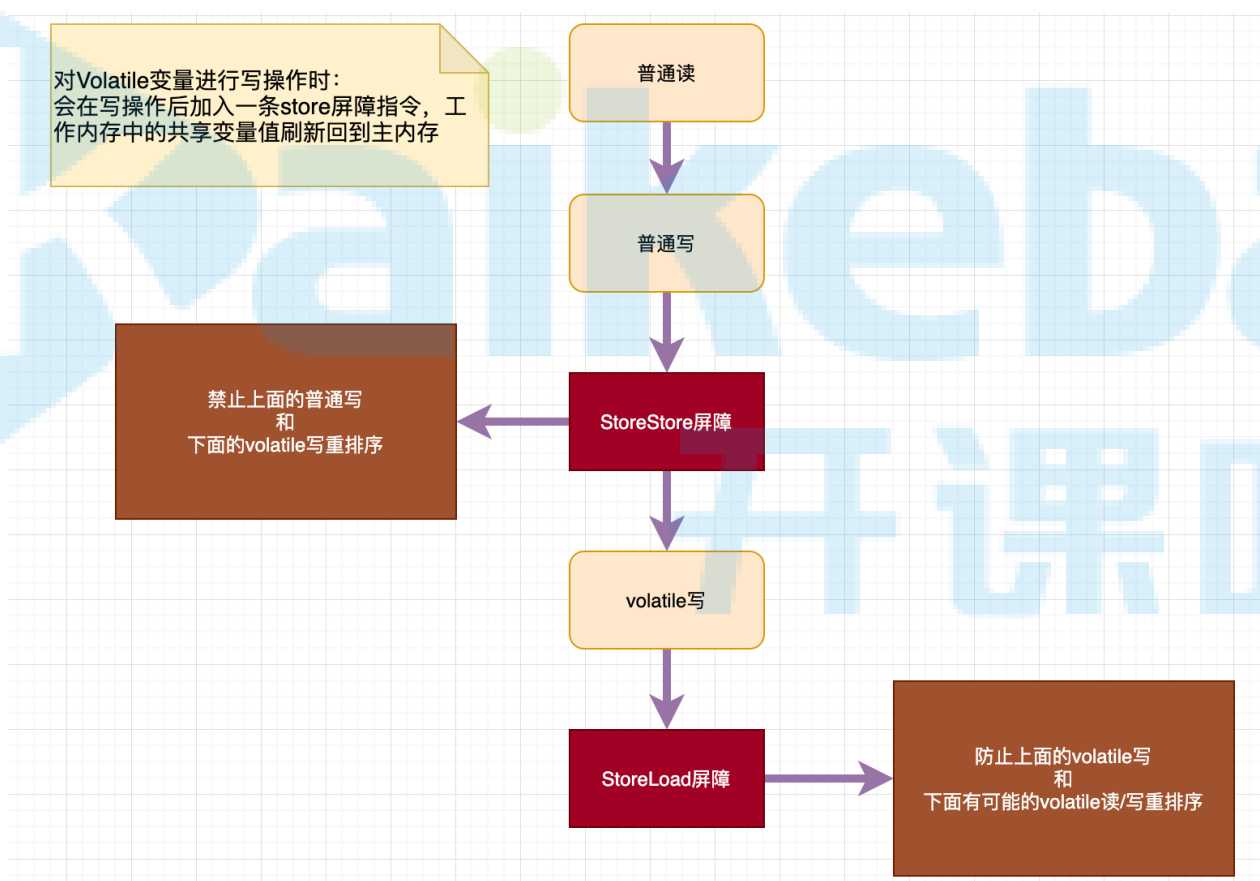 对Volatile变量进行写操作时：
会在写操作后加入一条store屏障指令，工
作内存中的共享变量值刷新回到主内存
普通读
普通写
禁止上面的普通写
和
下面的volatile写重排序
StoreStore屏障
volatile写
StoreLoad屏障
防止上面的volatile写
和
下面有可能的volatile读/写重排序
aikeba
开课吧